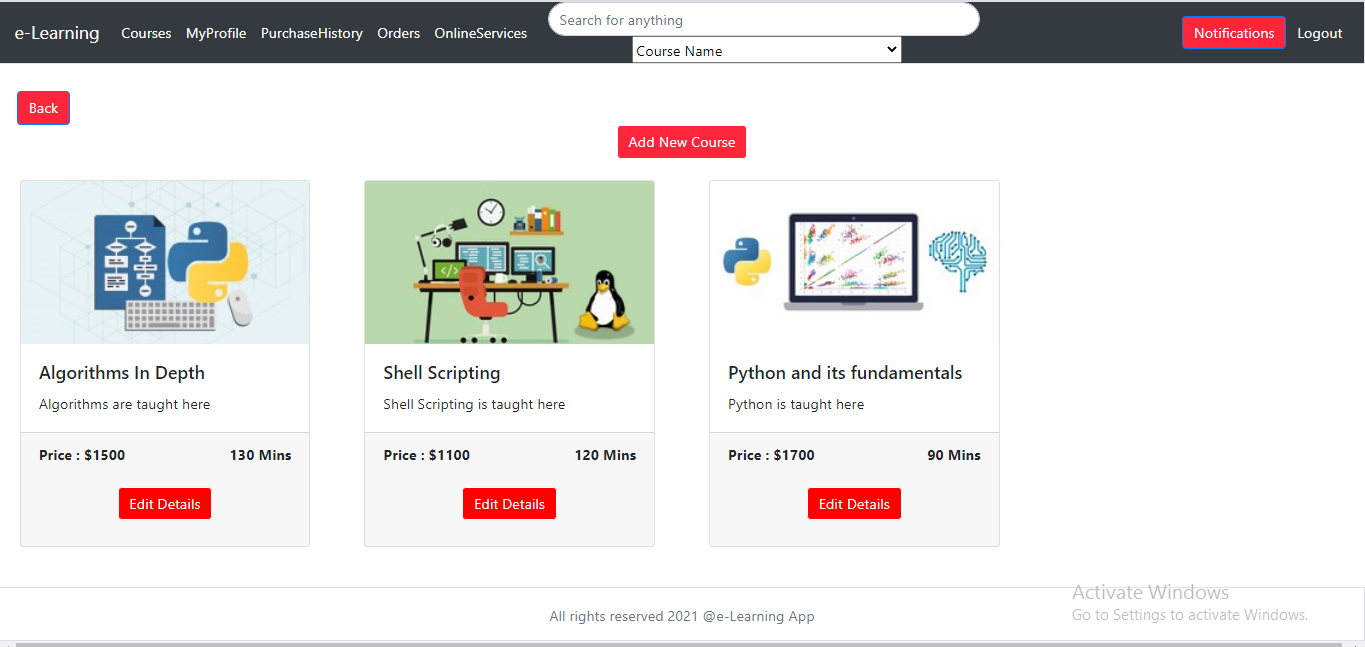 e-Learning Courses MyProfile PurchaseHistory Orders OnlineServices Search for anything Notifications Logout
Course Name
Back
Add New Course
</>
Algorithms In Depth
Algorithms are taught here
Price : $1500 130 Mins
Edit Details
Shell Scripting
Shell Scripting is taught here
Price : $1100 120 Mins
Edit Details
Python and its fundamentals
Python is taught here
Price : $1700 90 Mins
Edit Details
All rights reserved 2021 @e-Learning App
Activate Windows
Go to Settings to activate Windows.